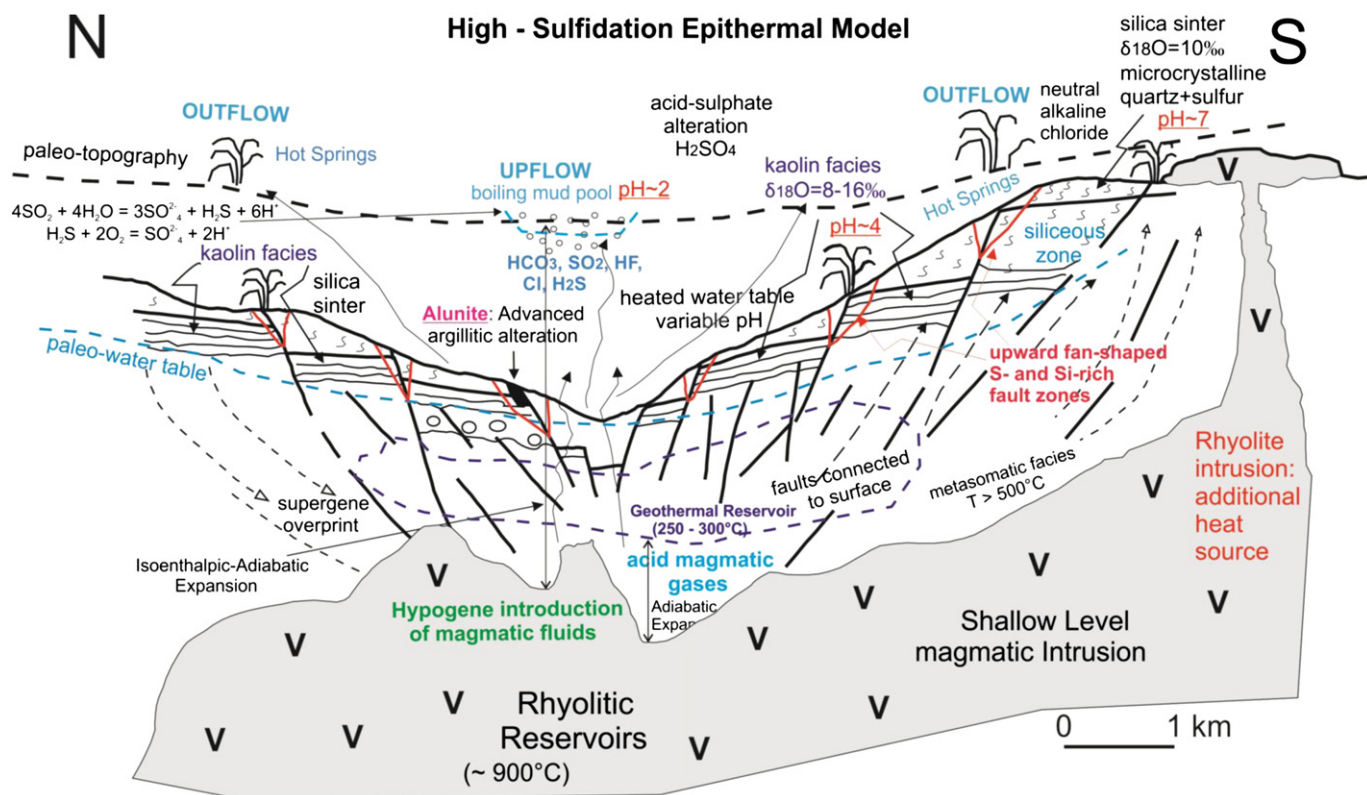 N
High - Sulfidation Epithermal Model
S
silica sinter
δ18O=10‰
microcrystalline
quartz+sulfur
pH~7
OUTFLOW
Hot Springs
paleo-topography
acid-sulphate
alteration
H₂SO₄
OUTFLOW
neutral
alkaline
chloride
UPFLOW
boiling mud pool pH~2
kaolin facies
δ18O=8-16‰
Hot Springs
4SO₂ + 4H₂O = 3SO²⁻₄ + H₂S + 6H⁺
H₂S + 2O₂ = SO²⁻₄ + 2H⁺
kaolin facies
silica
sinter
HCO₃, SO₂, HF,
Cl, H₂S
pH~4
siliceous
zone
Alunite: Advanced
argillitic alteration
heated water table
variable pH
paleo-water table
upward fan-shaped
S- and Si-rich
fault zones
supergene
overprint
Geothermal Reservoir
(250 - 300°C)
faults connected
to surface
metasomatic facies
T > 500°C
Rhyolite
intrusion:
additional
heat
source
Isoenthalpic-Adiabatic
Expansion
acid magmatic
gases
Adiabatic
Hypogene introduction
of magmatic fluids
Shallow Level
magmatic Intrusion
Rhyolitic
Reservoirs
(~ 900°C)
0 1 km
V
V
V
V
V
V
V
V
V
V
V
V
V